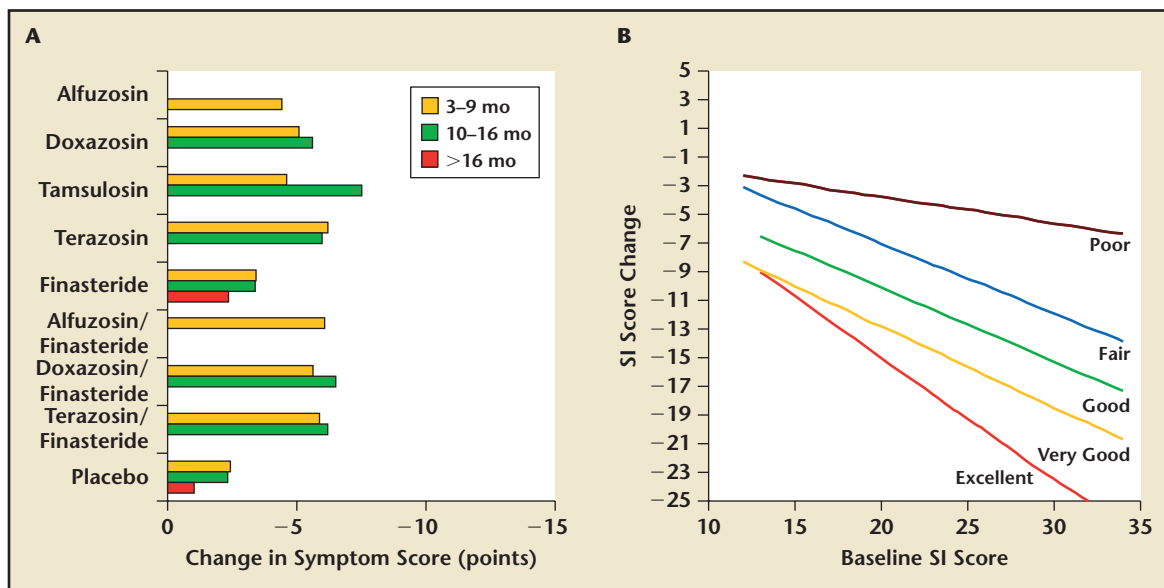 A
Alfuzosin
Doxazosin
Tamsulosin
Terazosin
Finasteride
Alfuzosin/
Finasteride
Doxazosin/
Finasteride
Terazosin/
Finasteride
Placebo
3–9 mo
10–16 mo
>16 mo
0
−5
−10
−15
Change in Symptom Score (points)
B
SI Score Change
5
3
1
−1
−3
−5
−7
−9
−11
−13
−15
−17
−19
−21
−23
−25
Poor
Fair
Good
Very Good
Excellent
10
15
20
25
30
35
Baseline SI Score